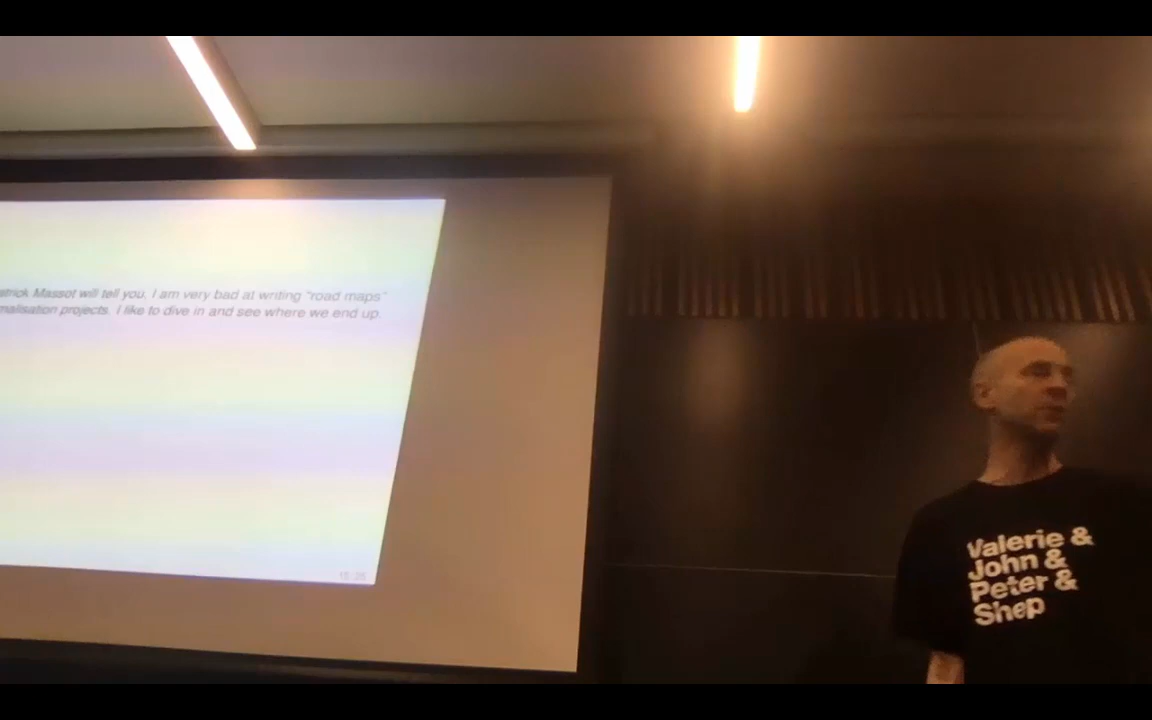 atrick Massot will tell you. I am very bad at writing "road maps"
malisation projects. I like to dive in and see where we end up.
Valerie &
John &
Peter &
Shep